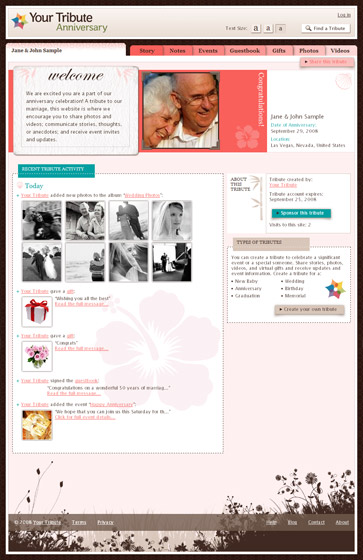 Your Tribute
Anniversary
Log In
Text Size: a a a
Find a Tribute
Jane & John Sample
Story Notes Events Guestbook Gifts Photos Videos
Share this tribute
welcome
We are excited you are a part of our
anniversary celebration! A tribute to our
marriage, this website is where we
encourage you to share photos and
videos; communicate stories, thoughts,
or anecdotes; and receive event invites
and updates.
Congratulations!
Jane & John Sample
Date of Anniversary:
September 25, 2008
Location:
Las Vegas, Nevada, United States
RECENT TRIBUTE ACTIVITY
Today
Your Tribute added new photos to the album "Wedding Photos"
Your Tribute gave a gift
"Wishing you all the best"
Read the full message...
Your Tribute gave a gift
"Congrats"
Read the full message...
Your Tribute signed the guestbook
"Congratulations on a wonderful 50 years of marriage..."
Read the full message...
Your Tribute added the event "Happy Anniversary"
"We hope that you can join us this Saturday for th..."
Click for full event details...
ABOUT
THIS
TRIBUTE
Tribute created by:
Your Tribute
Tribute account expires:
September 25, 2008
Sponsor this tribute
Visits to this site: 2
TYPES OF TRIBUTES
You can create a tribute to celebrate a significant
event or a special someone. Share stories, photos,
videos, and virtual gifts and receive updates and
event information. Create a tribute for a:
• New Baby • Wedding
• Anniversary • Birthday
• Graduation • Memorial
Create your own tribute
© 2008 Your Tribute Terms Privacy Help Blog Contact About